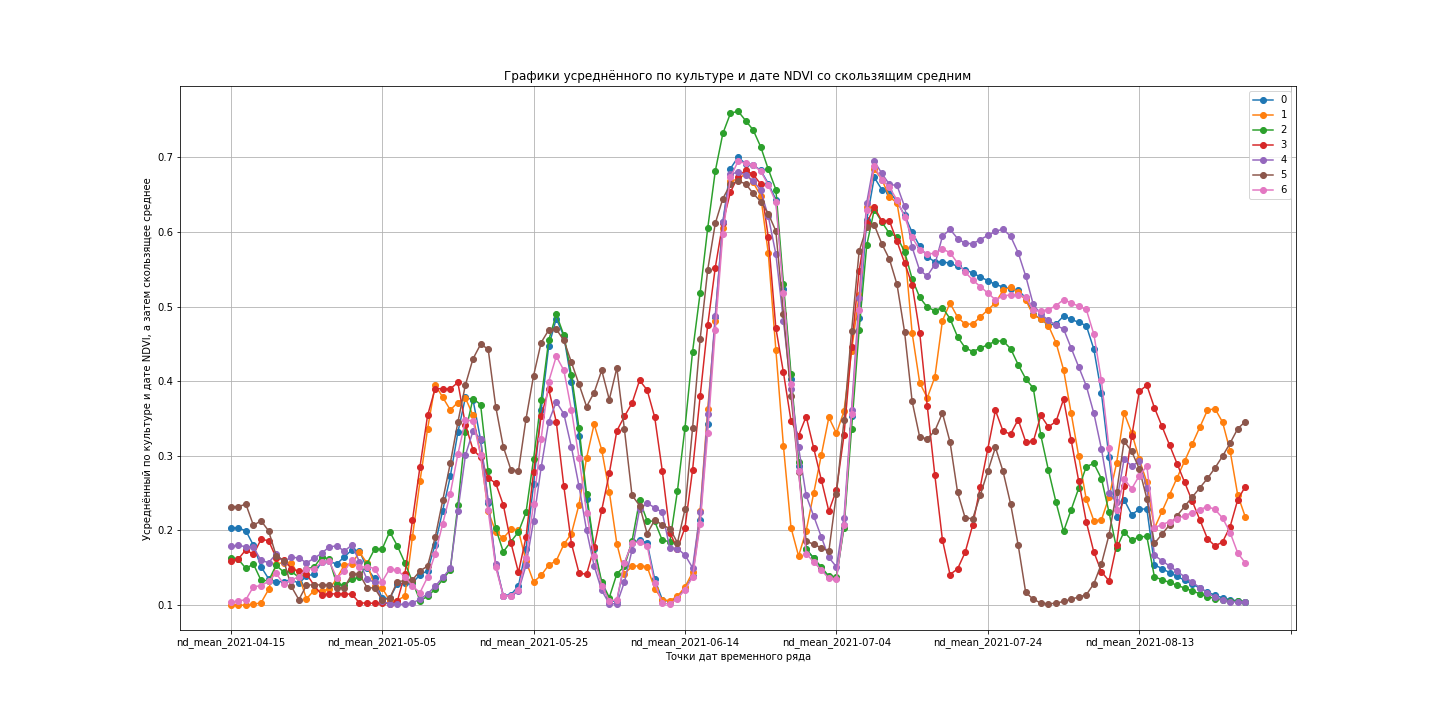 Графики усреднённого по культуре и дате NDVI со скользящим средним
Усреднённый по культуре и дате NDVI, а затем скользящее среднее
0.7
0.6
0.5
0.4
0.3
0.2
0.1
0
1
2
3
4
5
6
nd_mean_2021-04-15
nd_mean_2021-05-05
nd_mean_2021-05-25
nd_mean_2021-06-14
nd_mean_2021-07-04
nd_mean_2021-07-24
nd_mean_2021-08-13
Точки дат временного ряда